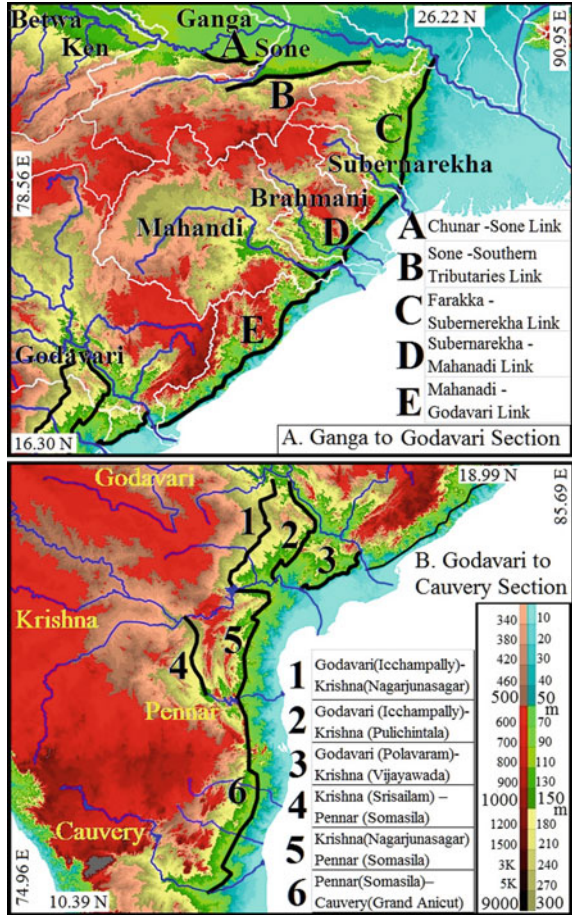 Betwa
Ganga
26.22 N
Ken
A Sone
90.95 E
B
C
78.56 E
Subernarekha
Brahmani
Mahandi
D
A Chunar -Sone Link
B Sone -Southern
Tributaries Link
C Farakka -
Subernerekha Link
E
D Subernarekha -
Mahanadi Link
Godavari
E Mahanadi -
Godavari Link
16.30 N
A. Ganga to Godavari Section
Godavari
18.99 N
85.69 E
1
2
3
B. Godavari to
Cauvery Section
Krishna
5
4
Pennar
6
Cauvery
74.96 E
10.39 N
1 Godavari(Icchampally)-
Krishna(Nagarjunasagar)
2 Godavari (Icchampally)-
Krishna (Pulichintala)
3 Godavari (Polavaram)-
Krishna (Vijayawada)
4 Krishna (Srisailam) –
Pennar (Somasila)
5 Krishna(Nagarjunasagar)
Pennar (Somasila)
6 Pennar(Somasila)–
Cauvery(Grand Anicut)
340 10
380 20
420 30
460 40
500 50
m
600 70
700 90
800 110
900 130
1000 150
m
1200 180
1500 210
3K 240
5K 270
9000 300